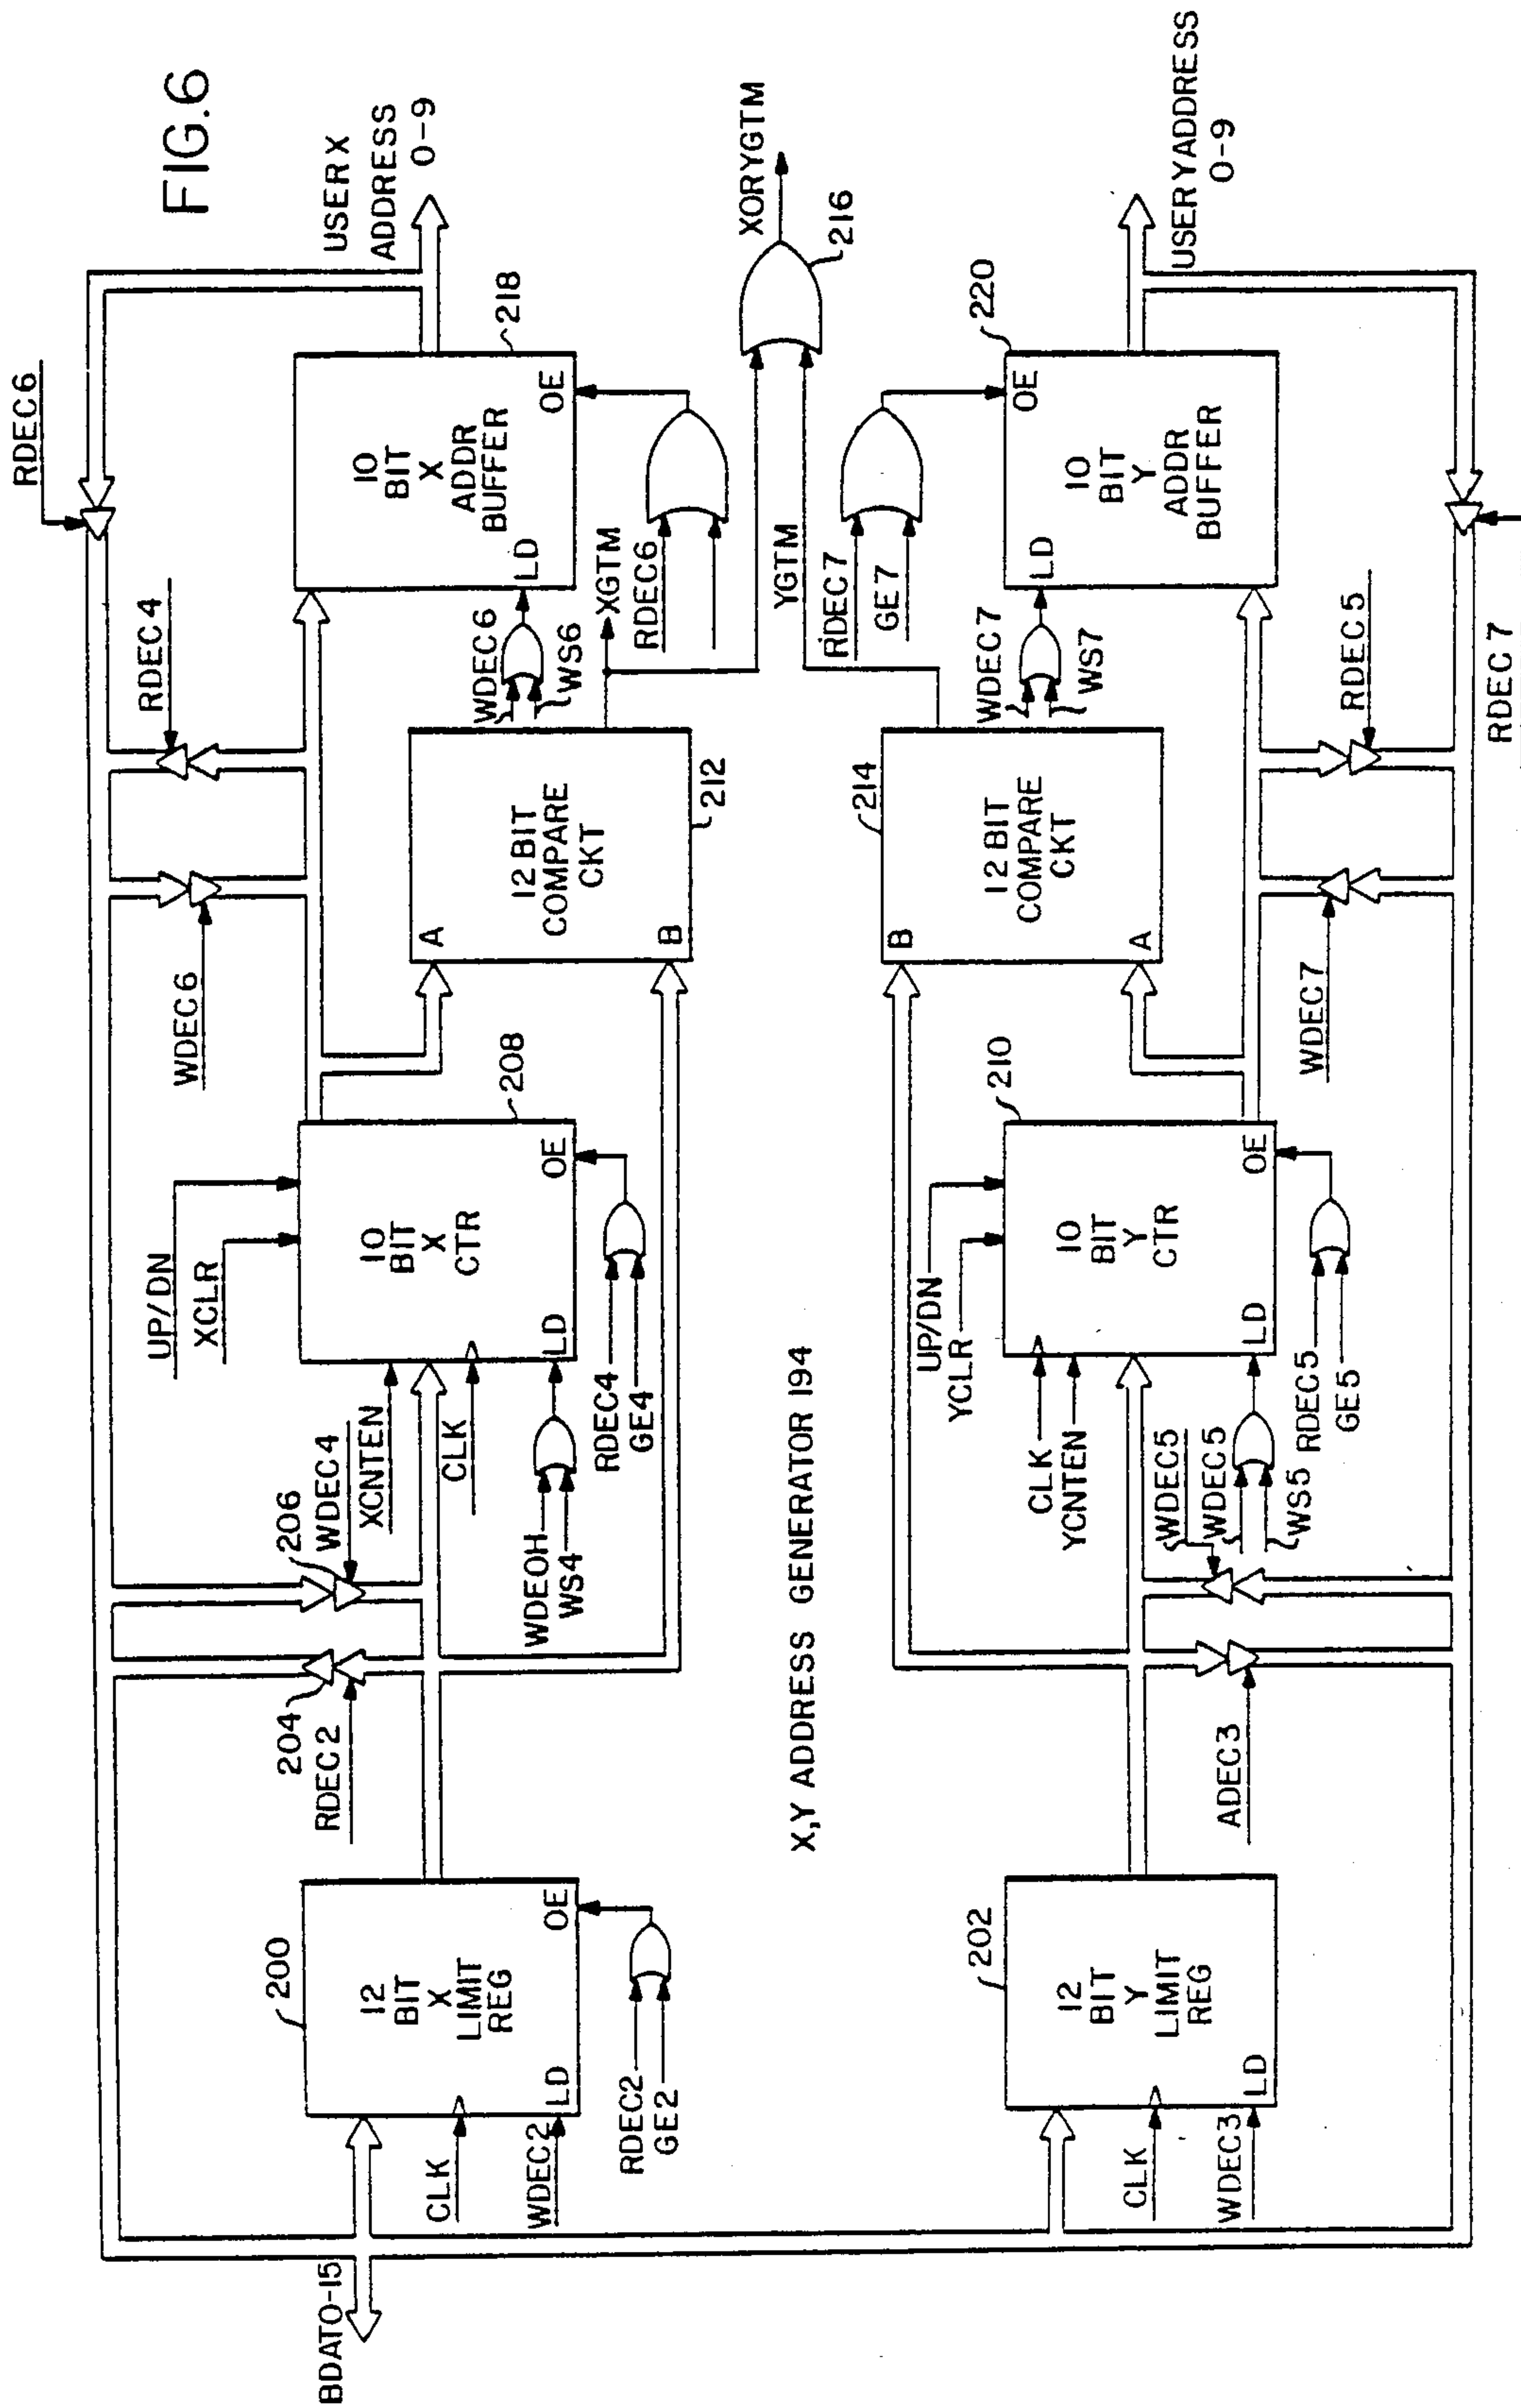 FIG.6
BDAT0-15
200
12
BIT
X
LIMIT
REG
LD
OE
CLK
WDEC2
RDEC2
GE2
204
RDEC2
206
WDEC4
XCNTEN
CLK
WDEOH
WS4
UP/DN
XCLR
10
BIT
X
CTR
LD
OE
208
RDEC4
GE4
WDEC6
RDEC4
RDEC6
A
12 BIT
COMPARE
CKT
B
212
WDEC6
WS6
XGTM
10
BIT
X
ADDR
BUFFER
LD
OE
218
RDEC6
USER X
ADDRESS
0-9
XORYGTM
216
YGTM
X,Y ADDRESS GENERATOR 194
202
12
BIT
Y
LIMIT
REG
LD
CLK
WDEC3
ADEC3
WDEC5
WDEC5
WS5
CLK
YCNTEN
UP/DN
YCLR
10
BIT
Y
CTR
LD
OE
210
RDEC5
GE5
214
B
12 BIT
COMPARE
CKT
A
WDEC7
RDEC5
WDEC7
WS7
RDEC7
GE7
10
BIT
Y
ADDR
BUFFER
LD
OE
220
USER Y ADDRESS
0-9
RDEC7